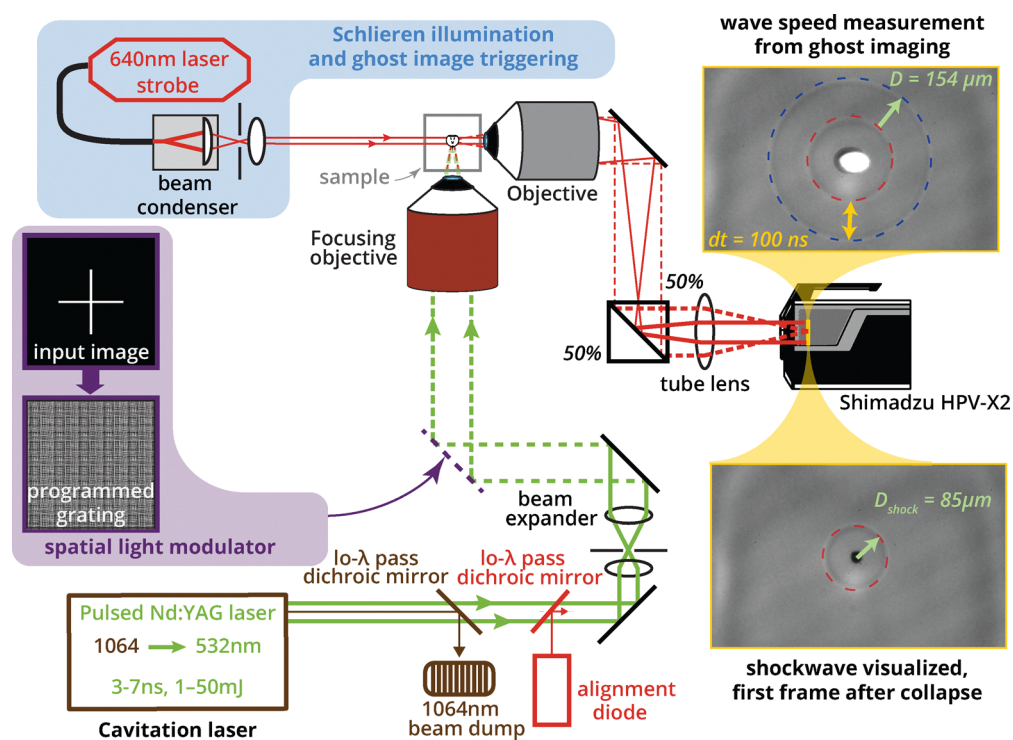 Schlieren illumination
and ghost image triggering
640nm laser
strobe
beam
condenser
sample
Objective
Focusing
objective
wave speed measurement
from ghost imaging
D = 154 μm
dt = 100 ns
50%
50%
tube lens
Shimadzu HPV-X2
input image
programmed
grating
spatial light modulator
beam
expander
lo-λ pass
dichroic mirror
lo-λ pass
dichroic mirror
Pulsed Nd:YAG laser
1064
532nm
3-7ns, 1–50mJ
Cavitation laser
1064nm
beam dump
alignment
diode
Dshock = 85μm
shockwave visualized,
first frame after collapse